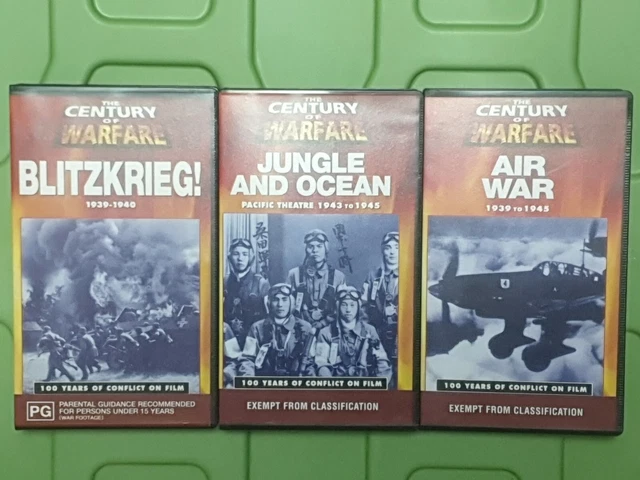 THE
CENTURY
OF
WARFARE
BLITZKRIEG!
1939-1940
100 YEARS OF CONFLICT ON FILM
PG
PARENTAL GUIDANCE RECOMMENDED
FOR PERSONS UNDER 15 YEARS
(WAR FOOTAGE)
THE
CENTURY
OF
WARFARE
JUNGLE
AND OCEAN
PACIFIC THEATRE 1943 TO 1945
100 YEARS OF CONFLICT ON FILM
EXEMPT FROM CLASSIFICATION
THE
CENTURY
OF
WARFARE
AIR
WAR
1939 TO 1945
100 YEARS OF CONFLICT ON FILM
EXEMPT FROM CLASSIFICATION